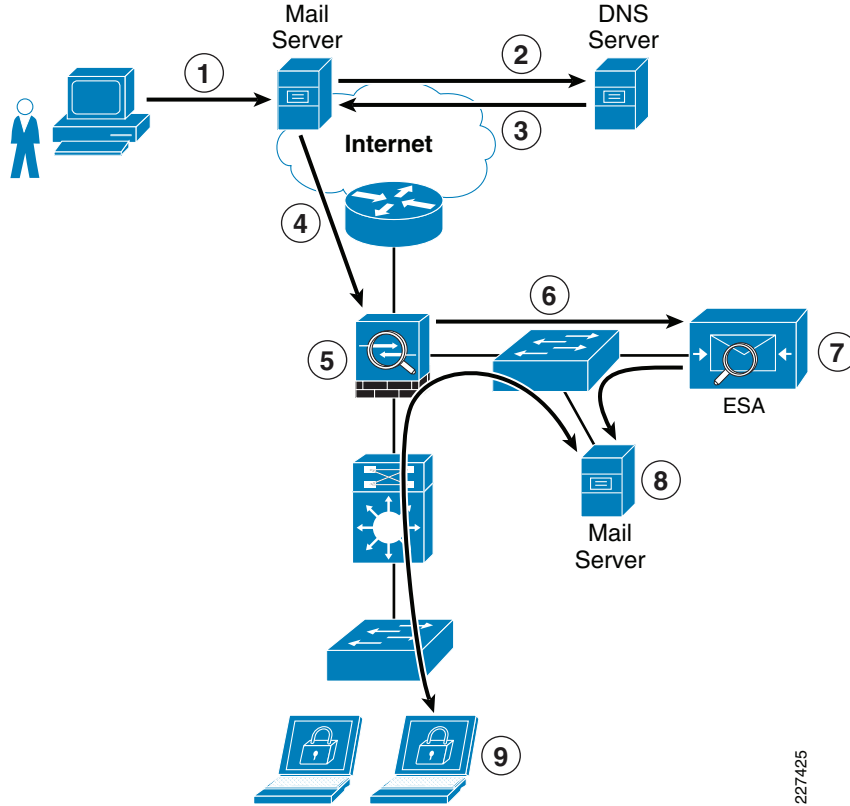 Mail
Server
DNS
Server
1
2
3
Internet
4
5
6
7
ESA
8
Mail
Server
9
227425